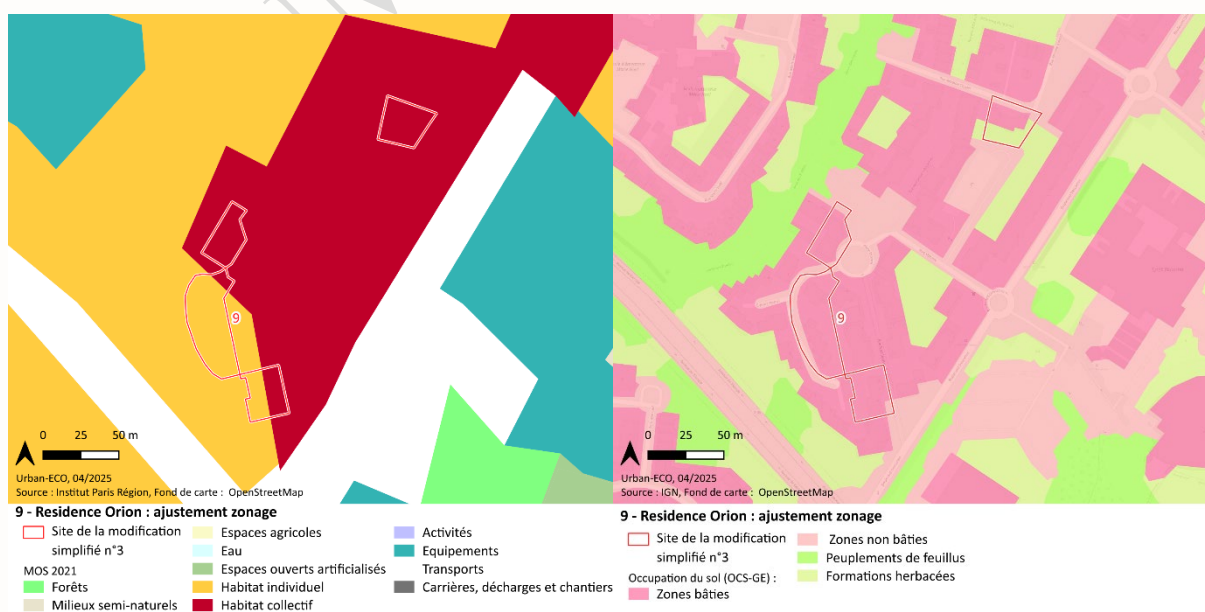 9
0 25 50 m
Urban-ECO, 04/2025
Source : Institut Paris Région, Fond de carte : OpenStreetMap
9 - Residence Orion : ajustement zonage
Site de la modification
simplifié n°3
MOS 2021
Forêts
Milieux semi-naturels
Espaces agricoles
Eau
Espaces ouverts artificialisés
Habitat individuel
Habitat collectif
Activités
Equipements
Transports
Carrières, décharges et chantiers
9
0 25 50 m
Urban-ECO, 04/2025
Source : IGN, Fond de carte : OpenStreetMap
9 - Residence Orion : ajustement zonage
Site de la modification
simplifié n°3
Occupation du sol (OCS-GE) :
Zones bâties
Zones non bâties
Peuplements de feuillus
Formations herbacées